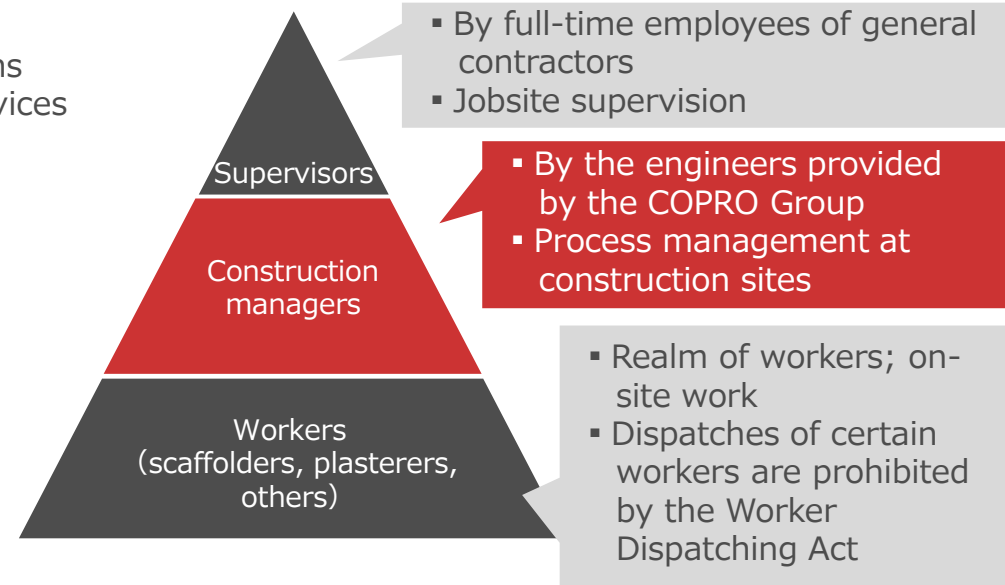 ns
vices
▪ By full-time employees of general
contractors
▪ Jobsite supervision
Supervisors
▪ By the engineers provided
by the COPRO Group
▪ Process management at
construction sites
Construction
managers
▪ Realm of workers; on-
site work
▪ Dispatches of certain
workers are prohibited
by the Worker
Dispatching Act
Workers
（scaffolders, plasterers,
others）